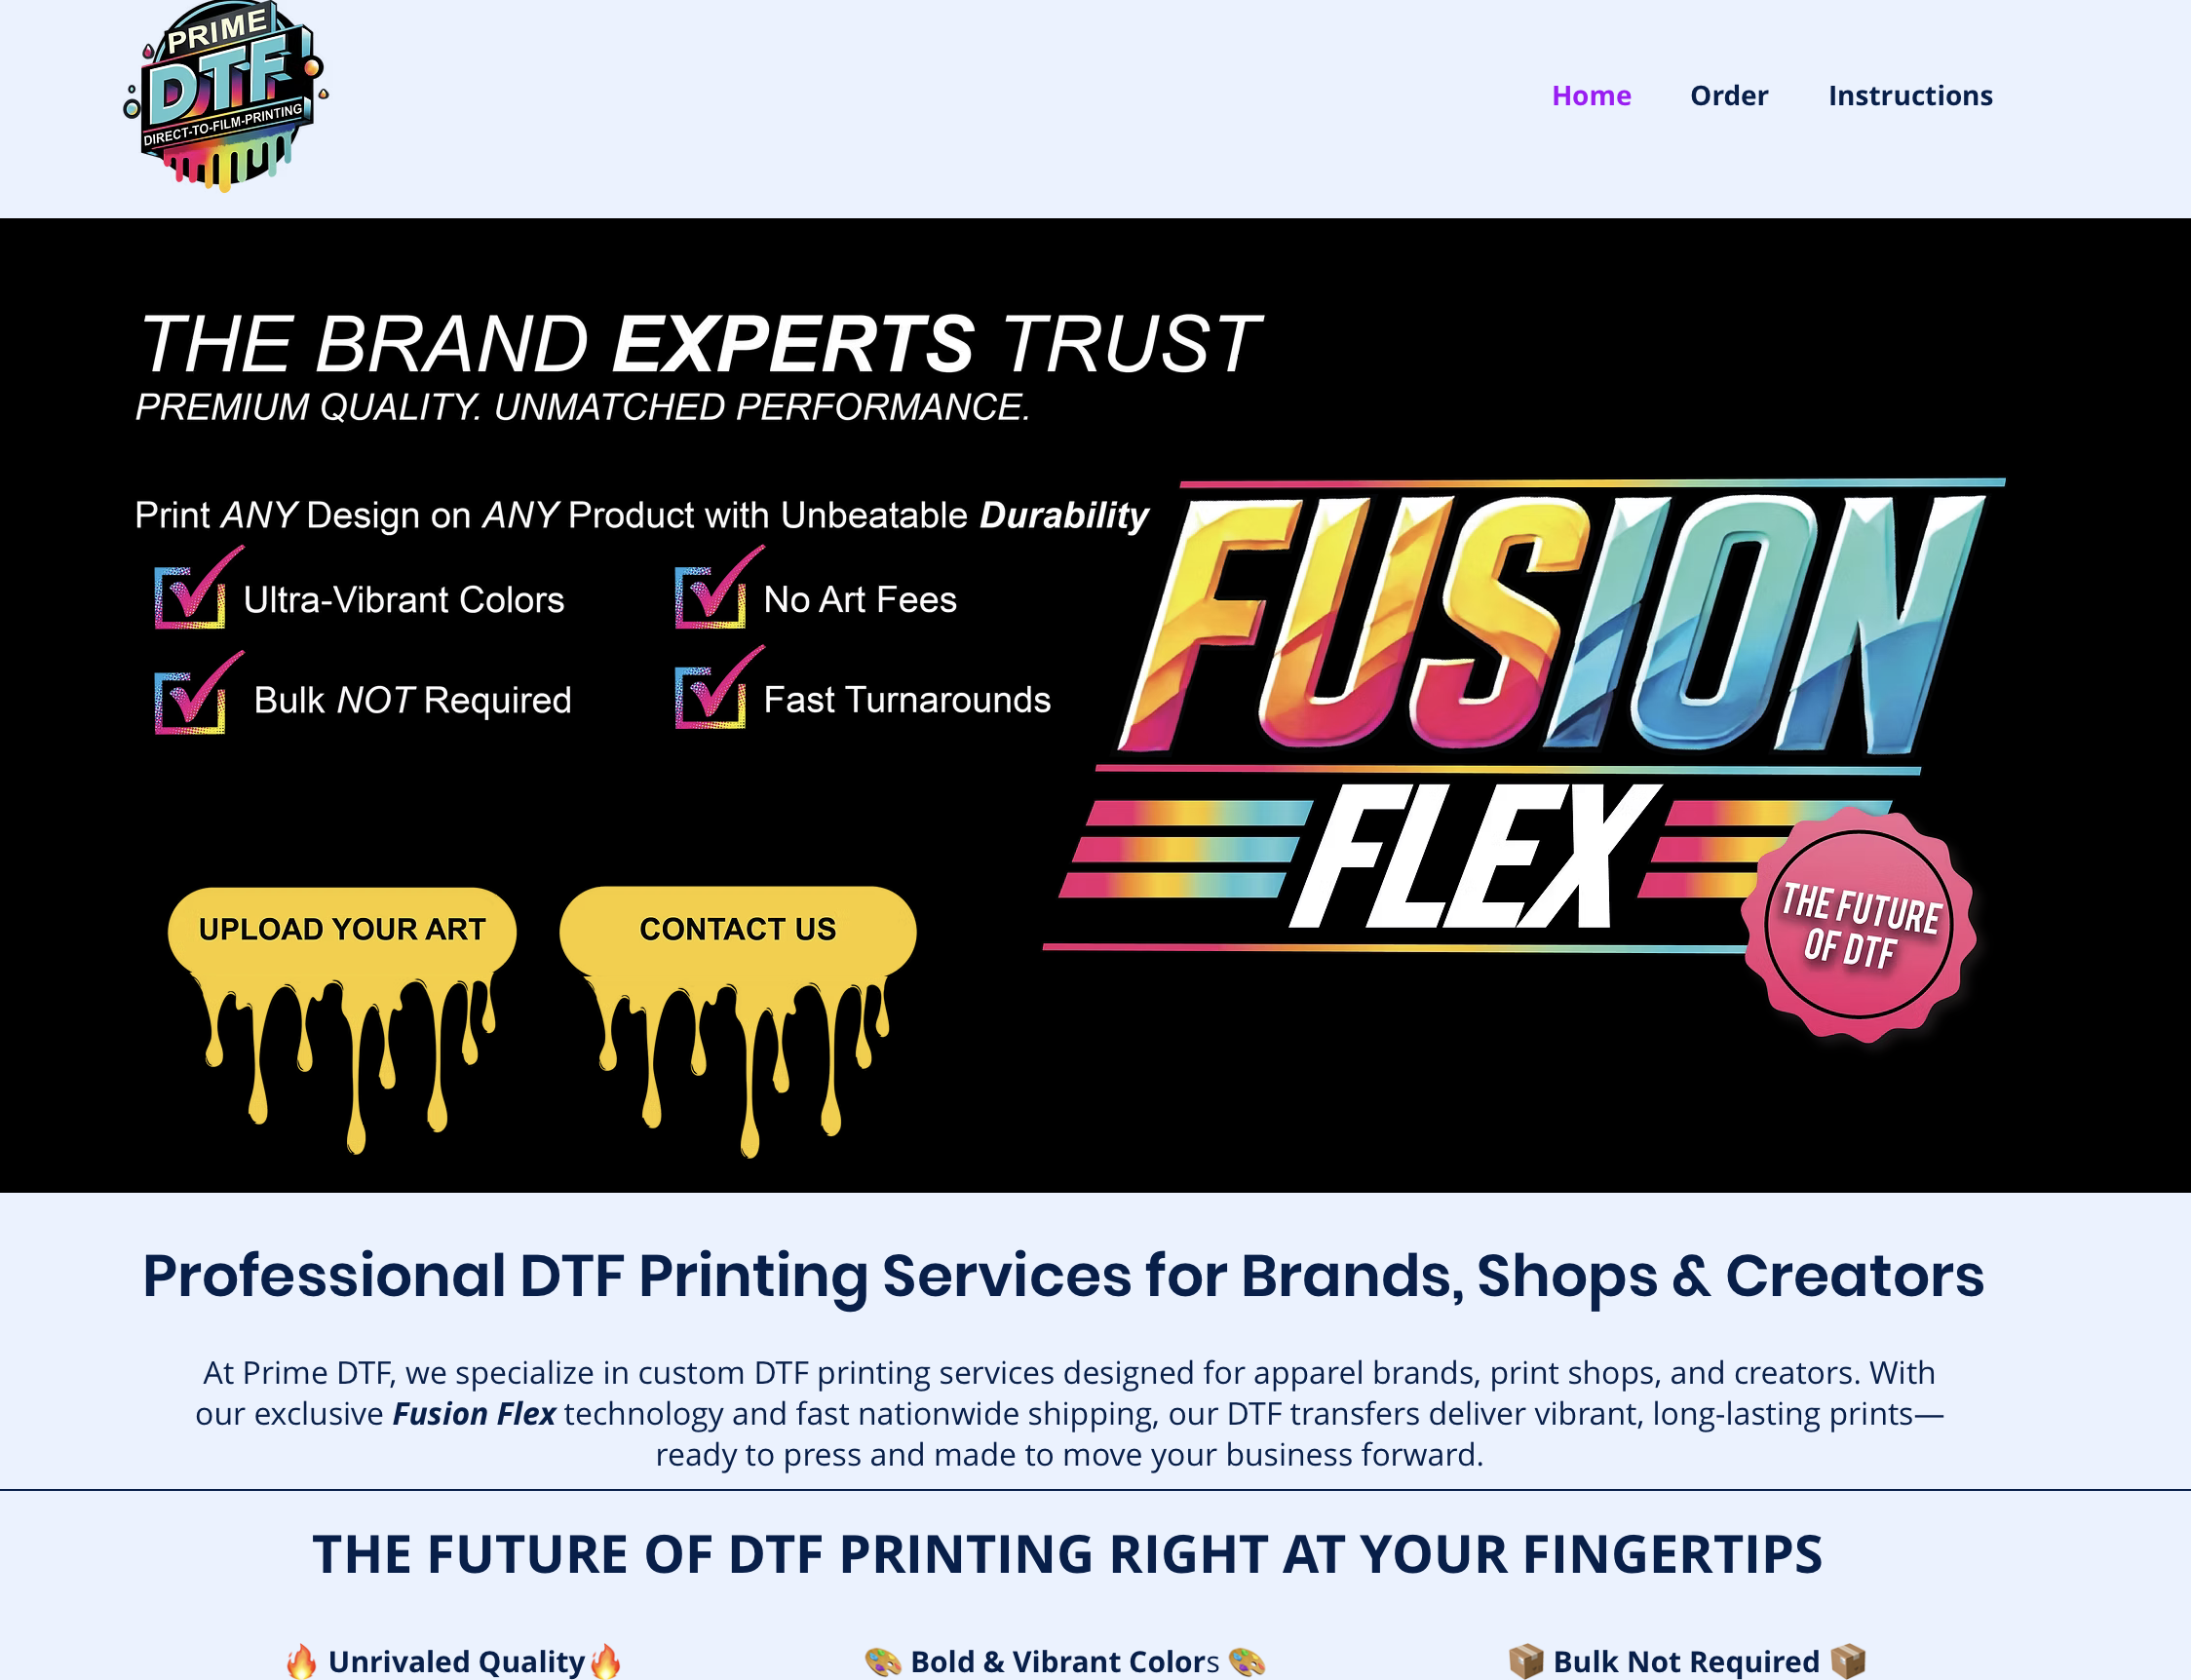 PRIME
DTF
DIRECT-TO-FILM-PRINTING
Home Order Instructions
THE BRAND EXPERTS TRUST
PREMIUM QUALITY. UNMATCHED PERFORMANCE.
Print ANY Design on ANY Product with Unbeatable Durability
Ultra-Vibrant Colors
No Art Fees
Bulk NOT Required
Fast Turnarounds
UPLOAD YOUR ART
CONTACT US
FUSION
FLEX
THE FUTURE
OF DTF
Professional DTF Printing Services for Brands, Shops & Creators
At Prime DTF, we specialize in custom DTF printing services designed for apparel brands, print shops, and creators. With
our exclusive Fusion Flex technology and fast nationwide shipping, our DTF transfers deliver vibrant, long-lasting prints—
ready to press and made to move your business forward.
THE FUTURE OF DTF PRINTING RIGHT AT YOUR FINGERTIPS
🔥 Unrivaled Quality🔥
🎨 Bold & Vibrant Colors 🎨
📦 Bulk Not Required 📦